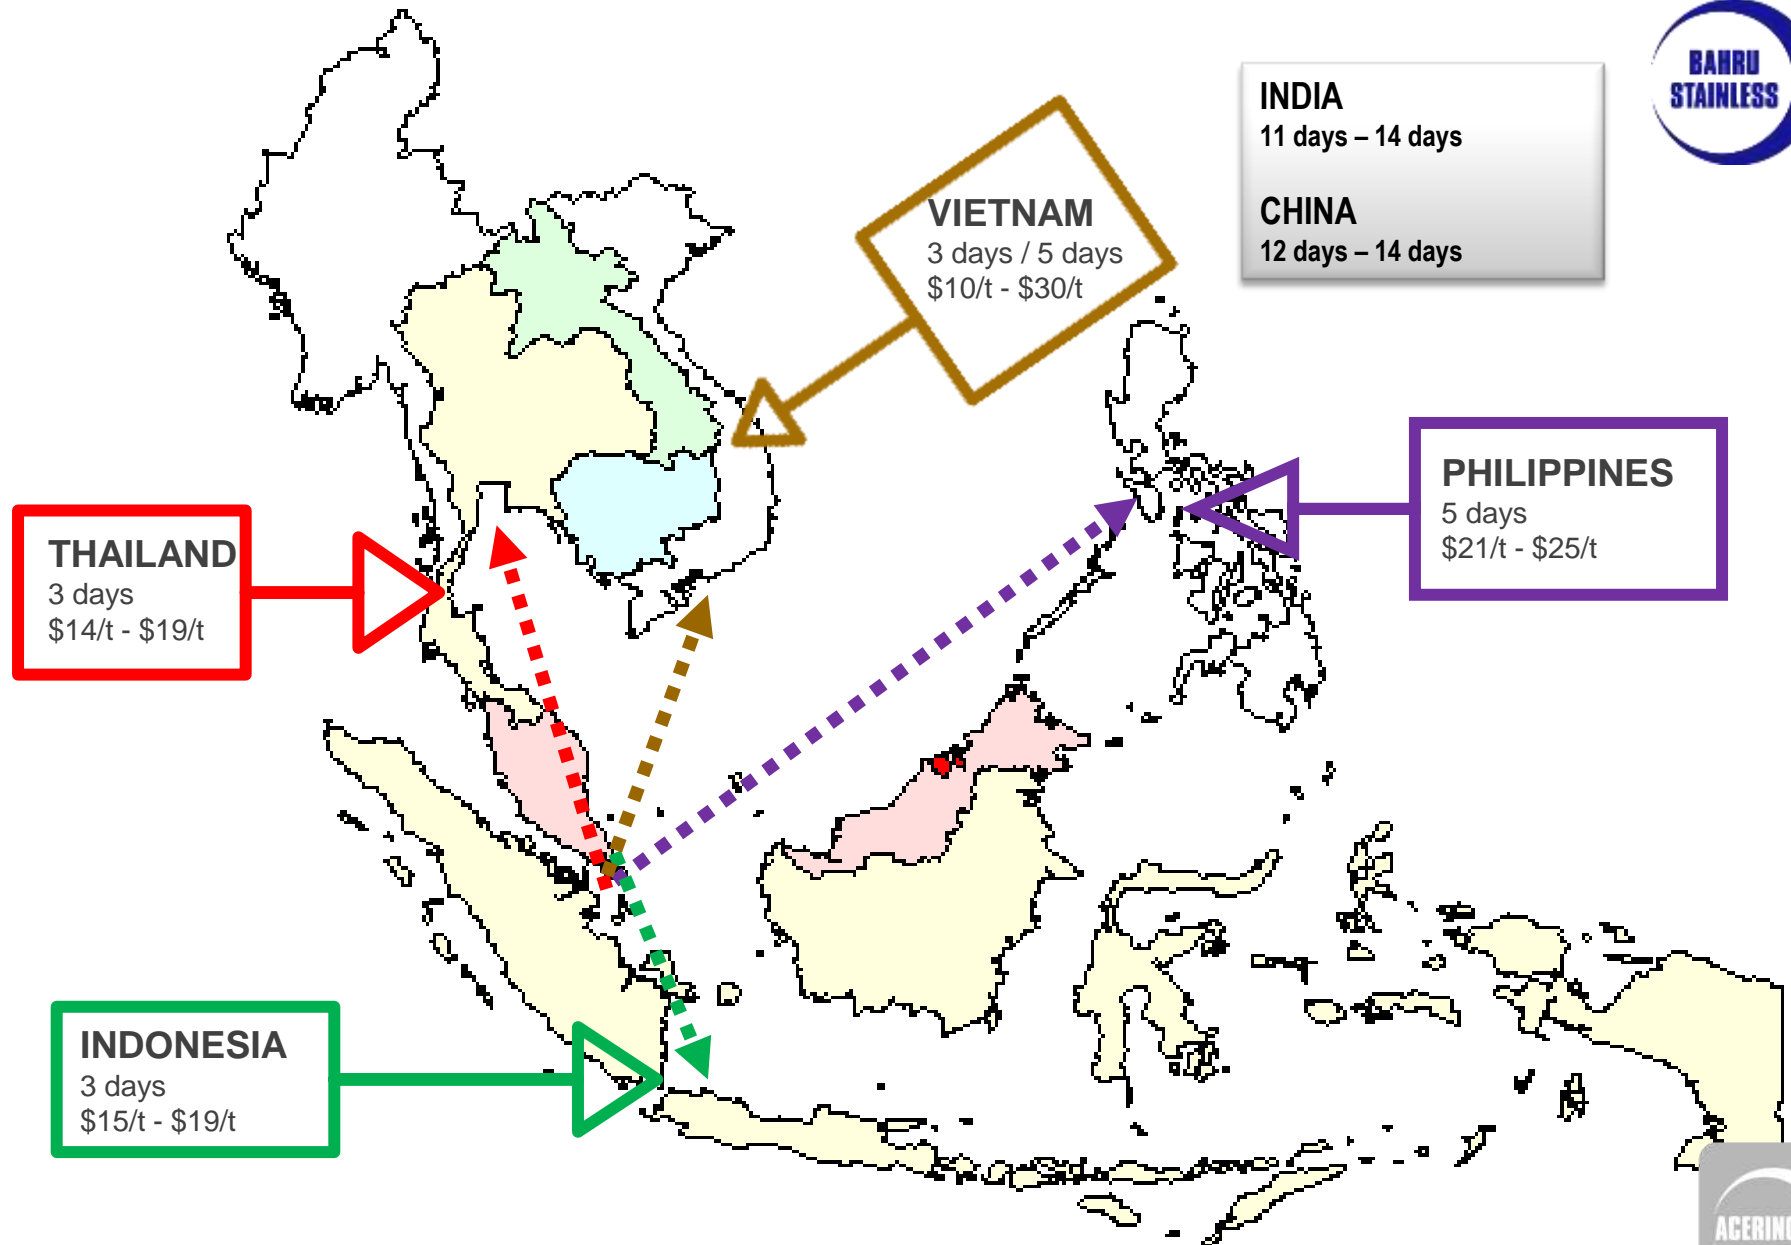 BAHRU
STAINLESS
INDIA
11 days – 14 days
CHINA
12 days – 14 days
VIETNAM
3 days / 5 days
$10/t - $30/t
PHILIPPINES
5 days
$21/t - $25/t
THAILAND
3 days
$14/t - $19/t
INDONESIA
3 days
$15/t - $19/t